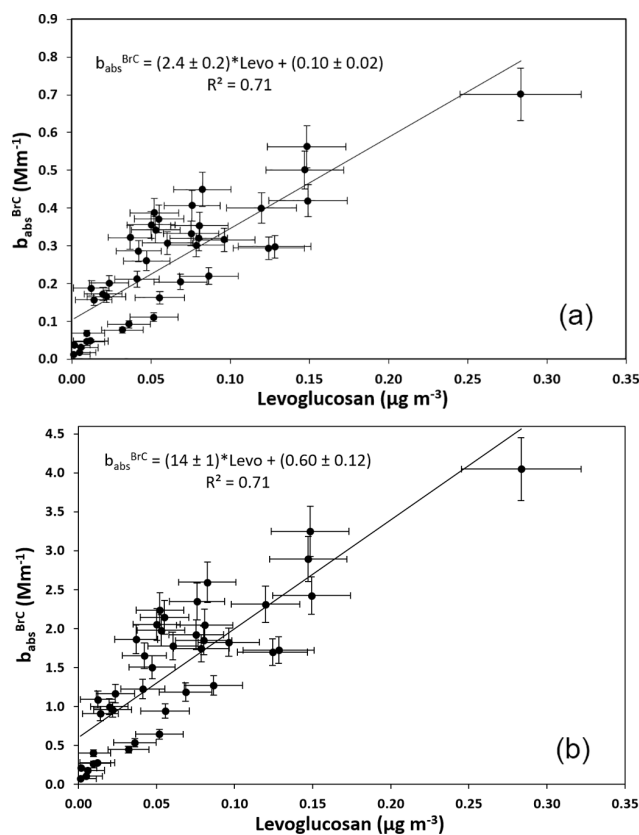 0.9
0.8
0.7
0.6
0.5
0.4
0.3
0.2
0.1
0.0
b_abs^BrC (Mm⁻¹)
b_abs^BrC = (2.4 ± 0.2)*Levo + (0.10 ± 0.02)
R² = 0.71
(a)
0.00 0.05 0.10 0.15 0.20 0.25 0.30 0.35
Levoglucosan (µg m⁻³)
4.5
4.0
3.5
3.0
2.5
2.0
1.5
1.0
0.5
0.0
b_abs^BrC (Mm⁻¹)
b_abs^BrC = (14 ± 1)*Levo + (0.60 ± 0.12)
R² = 0.71
(b)
0.00 0.05 0.10 0.15 0.20 0.25 0.30 0.35
Levoglucosan (µg m⁻³)